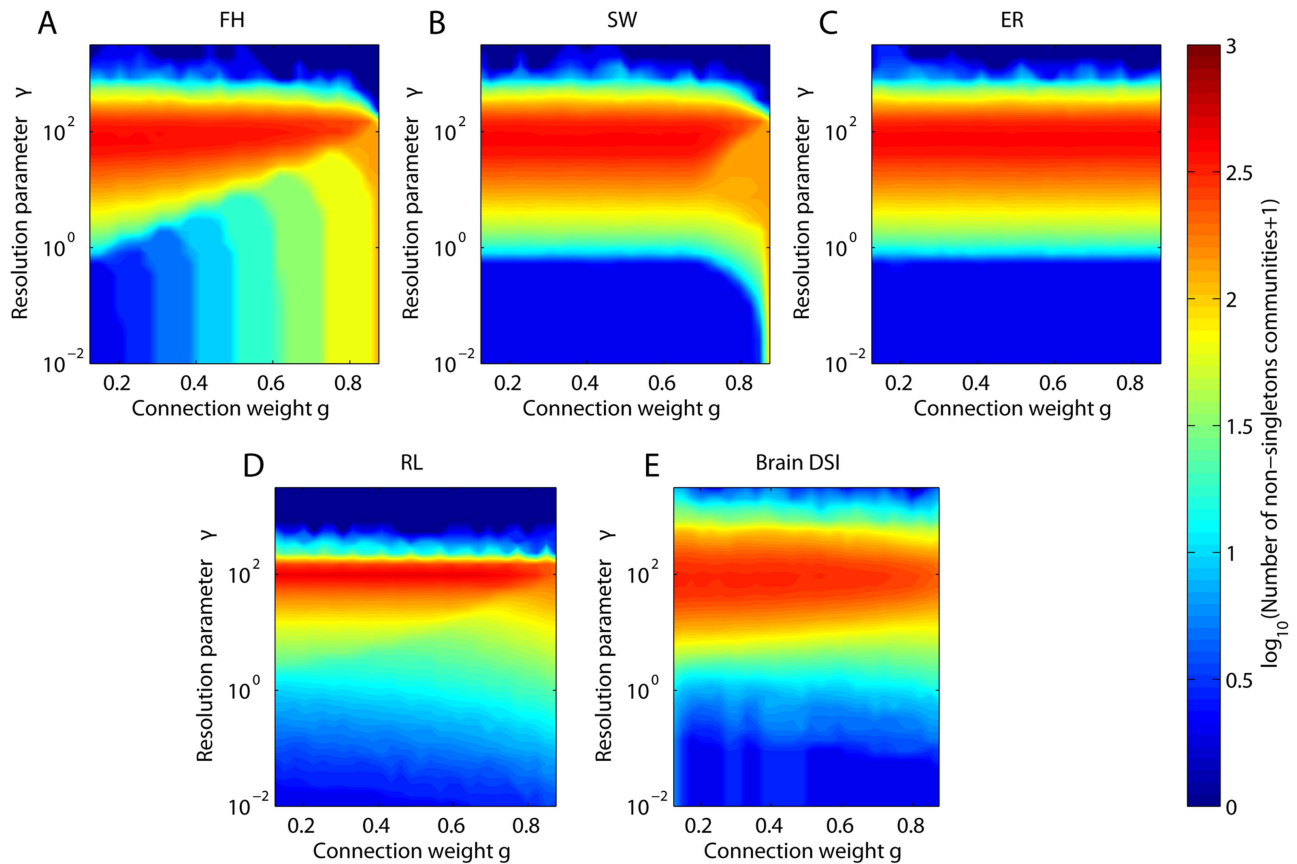 A
FH
Resolution parameter γ
10^2
10^0
10^−2
0.2 0.4 0.6 0.8
Connection weight g
B
SW
Resolution parameter γ
10^2
10^0
10^−2
0.2 0.4 0.6 0.8
Connection weight g
C
ER
Resolution parameter γ
10^2
10^0
10^−2
0.2 0.4 0.6 0.8
Connection weight g
D
RL
Resolution parameter γ
10^2
10^0
10^−2
0.2 0.4 0.6 0.8
Connection weight g
E
Brain DSI
Resolution parameter γ
10^2
10^0
10^−2
0.2 0.4 0.6 0.8
Connection weight g
3
2.5
2
1.5
1
0.5
0
log_10(Number of non−singletons communities+1)